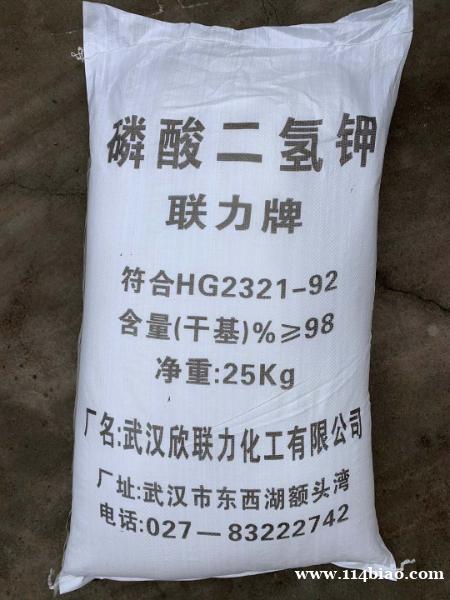 磷酸二氢钾
联力牌
符合HG2321-92
含量(干基)%≥98
净重:25Kg
厂名:武汉欣联力化工有限公司
厂址:武汉市东西湖额头湾
电话:027—83222742
www.114biao.com